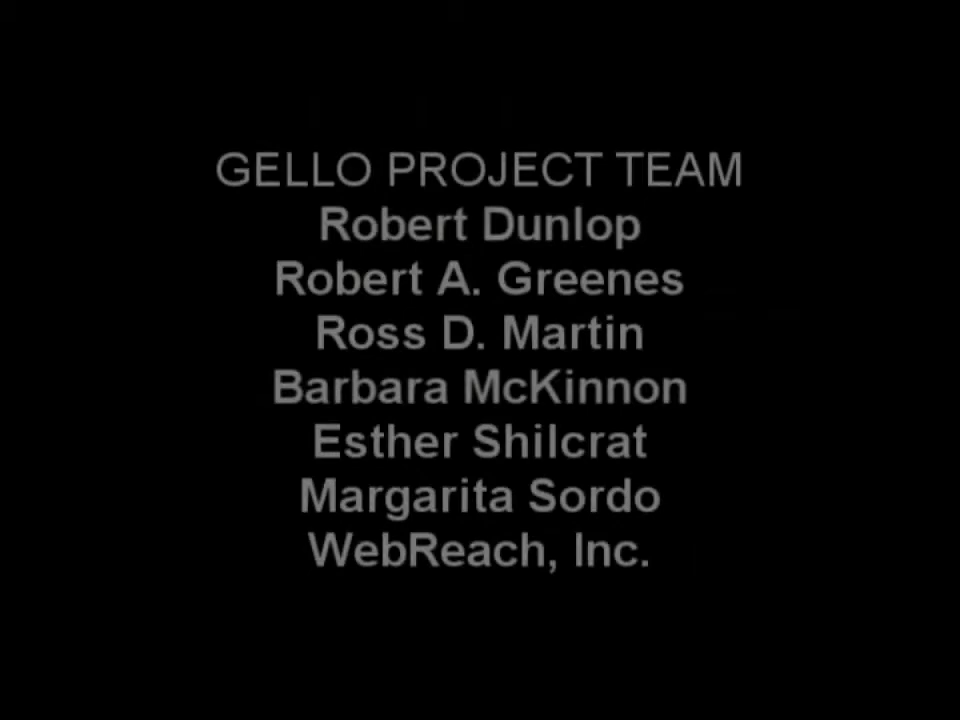 GELLO PROJECT TEAM
Robert Dunlop
Robert A. Greenes
Ross D. Martin
Barbara McKinnon
Esther Shilcrat
Margarita Sordo
WebReach, Inc.